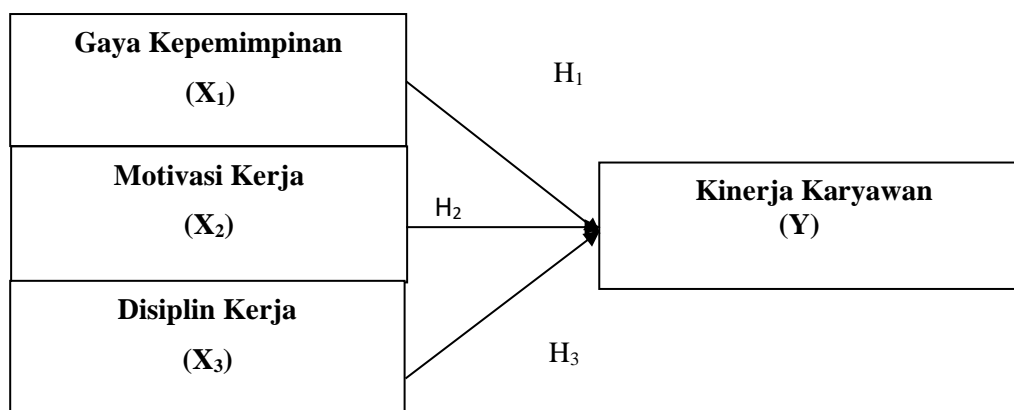 Gaya Kepemimpinan
(X₁)
H₁
Motivasi Kerja
(X₂)
H₂
Kinerja Karyawan
(Y)
Disiplin Kerja
(X₃)
H₃